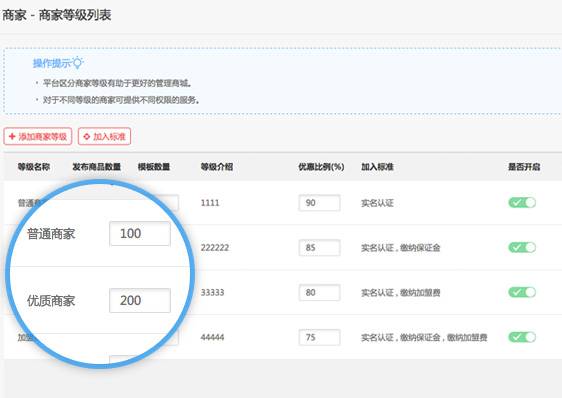 商家 - 商家等级列表
操作提示
· 平台区分商家等级有助于更好的管理商城。
· 对于不同等级的商家可提供不同权限的服务。
添加商家等级 加入标准
等级名称 发布商品数量 模板数量 等级介绍 优惠比例(%) 加入标准 是否开启
普通商 1111 90 实名认证
普通商家 100
222222 85 实名认证 , 缴纳保证金
优质商家 200
33333 80 实名认证 , 缴纳加盟费
加盟 44444 75 实名认证 , 缴纳保证金 , 缴纳加盟费